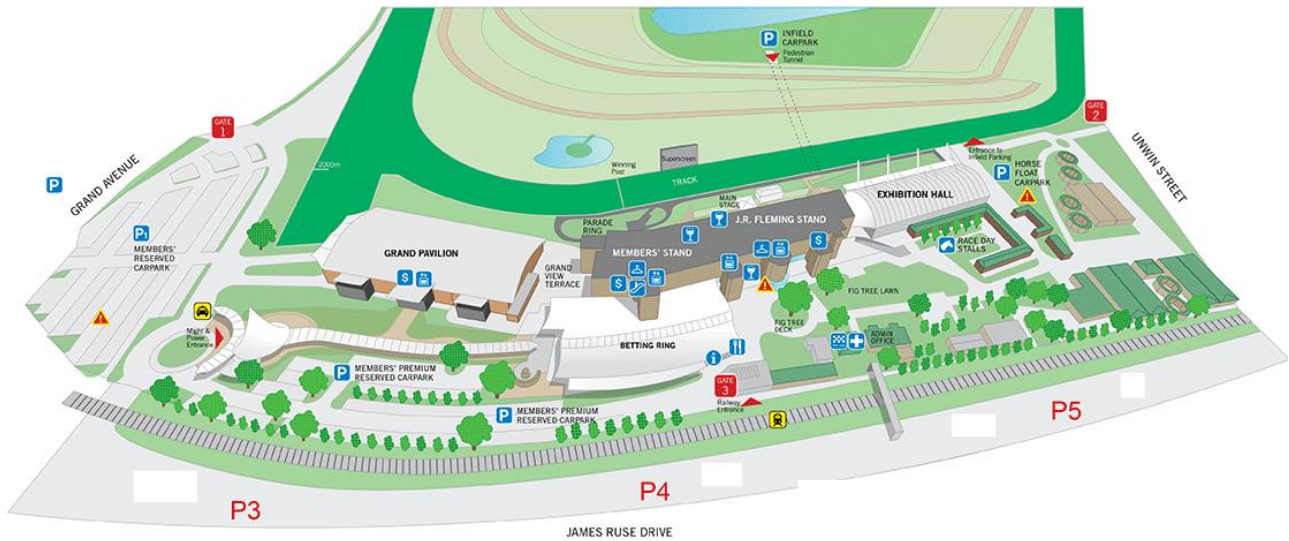 P
INFIELD
CARPARK
Pedestrian
Tunnel
GATE
1
GATE
2
GRAND AVENUE
UNWIN STREET
2000m
Winning
Post
Superscreen
TRACK
Entrance to
Infield Parking
P
HORSE
FLOAT
CARPARK
P
P1
MEMBERS'
RESERVED
CARPARK
EXHIBITION HALL
MAIN
STAGE
J.R. FLEMING STAND
PARADE
RING
MEMBERS' STAND
GRAND PAVILION
GRAND
VIEW
TERRACE
$
$
$
RACE DAY
STALLS
FIG TREE LAWN
FIG TREE
DECK
ADMIN
OFFICE
Might &
Power
Entrance
BETTING RING
i
P
MEMBERS' PREMIUM
RESERVED CARPARK
GATE
3
Railway
Entrance
P
MEMBERS' PREMIUM
RESERVED CARPARK
P3
P4
P5
JAMES RUSE DRIVE